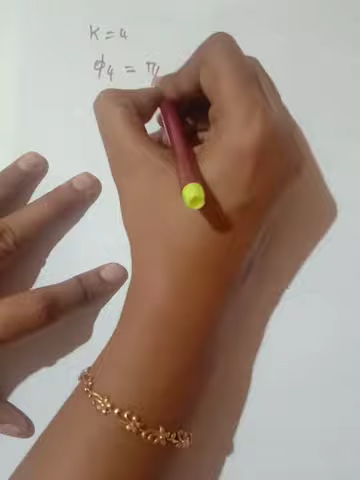 K = 4
ϕ₄ = π